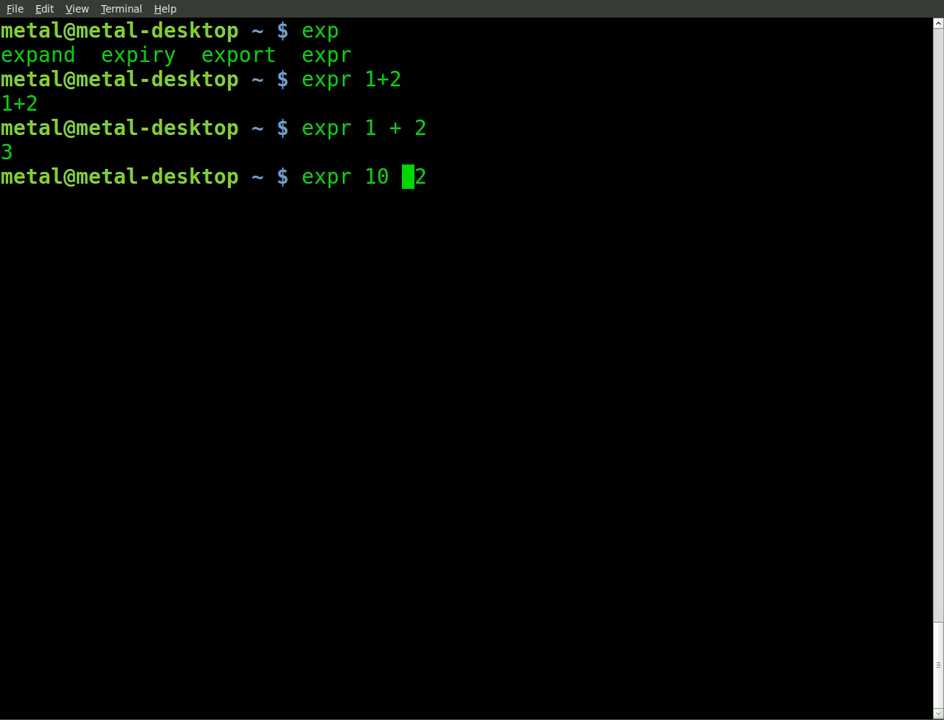 File Edit View Terminal Help
metal@metal-desktop ~ $ exp
expand expiry export expr
metal@metal-desktop ~ $ expr 1+2
1+2
metal@metal-desktop ~ $ expr 1 + 2
3
metal@metal-desktop ~ $ expr 10 2